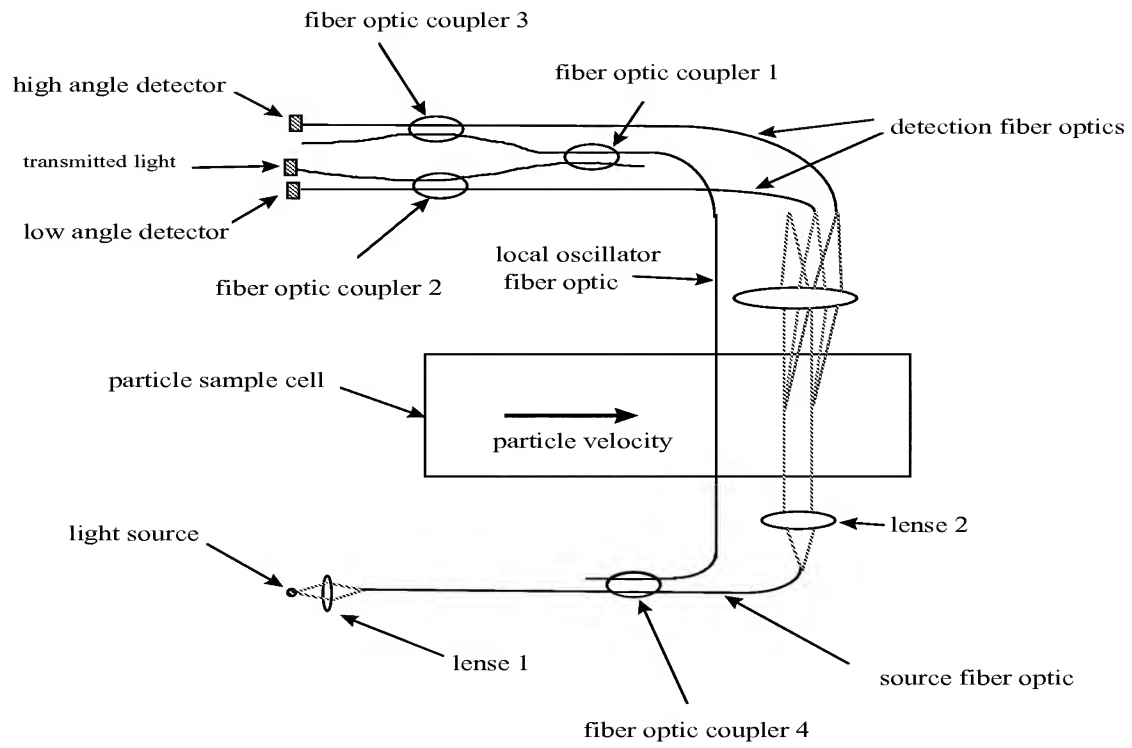 fiber optic coupler 3
fiber optic coupler 1
high angle detector
detection fiber optics
transmitted light
low angle detector
local oscillator
fiber optic
fiber optic coupler 2
particle sample cell
particle velocity
light source
lense 2
lense 1
source fiber optic
fiber optic coupler 4